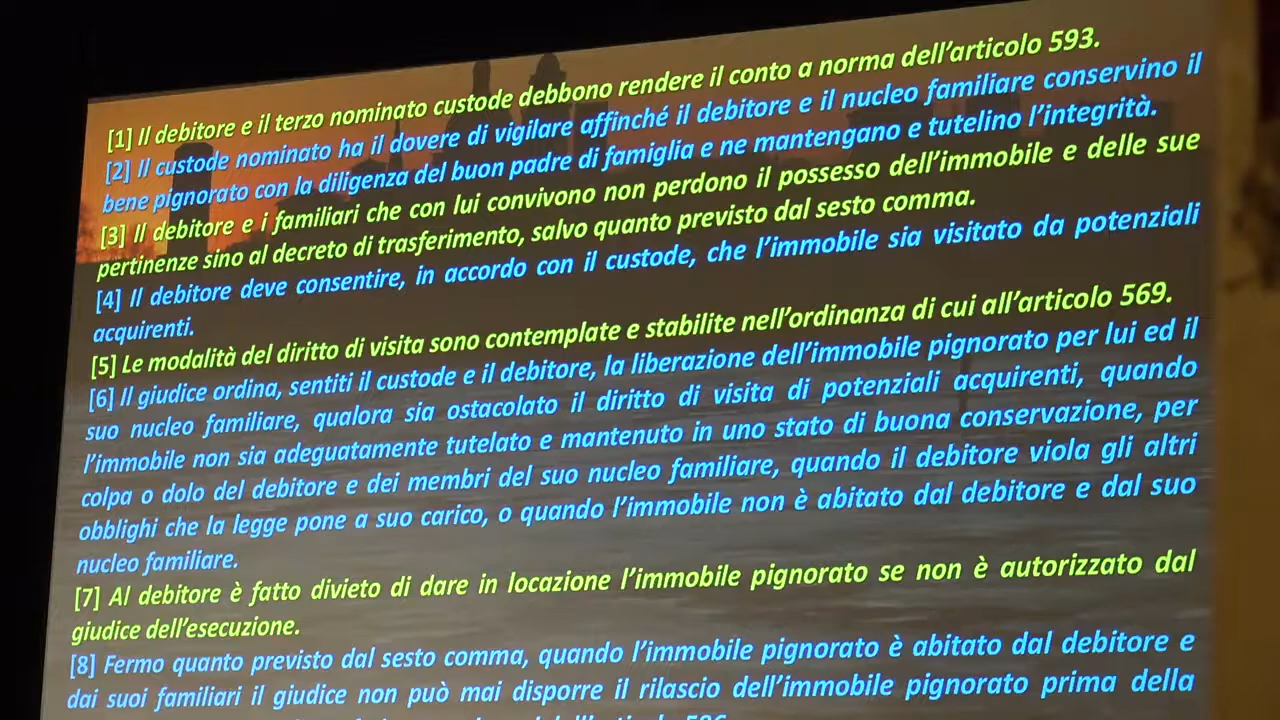 [1] Il debitore e il terzo nominato custode debbono rendere il conto a norma dell’articolo 593.
[2] Il custode nominato ha il dovere di vigilare affinché il debitore e il nucleo familiare conservino il
bene pignorato con la diligenza del buon padre di famiglia e ne mantengano e tutelino l’integrità.
[3] Il debitore e i familiari che con lui convivono non perdono il possesso dell’immobile e delle sue
pertinenze sino al decreto di trasferimento, salvo quanto previsto dal sesto comma.
[4] Il debitore deve consentire, in accordo con il custode, che l’immobile sia visitato da potenziali
acquirenti.
[5] Le modalità del diritto di visita sono contemplate e stabilite nell’ordinanza di cui all’articolo 569.
[6] Il giudice ordina, sentiti il custode e il debitore, la liberazione dell’immobile pignorato per lui ed il
suo nucleo familiare, qualora sia ostacolato il diritto di visita di potenziali acquirenti, quando
l’immobile non sia adeguatamente tutelato e mantenuto in uno stato di buona conservazione, per
colpa o dolo del debitore e dei membri del suo nucleo familiare, quando il debitore viola gli altri
obblighi che la legge pone a suo carico, o quando l’immobile non è abitato dal debitore e dal suo
nucleo familiare.
[7] Al debitore è fatto divieto di dare in locazione l’immobile pignorato se non è autorizzato dal
giudice dell’esecuzione.
[8] Fermo quanto previsto dal sesto comma, quando l’immobile pignorato è abitato dal debitore e
dai suoi familiari il giudice non può mai disporre il rilascio dell’immobile pignorato prima della